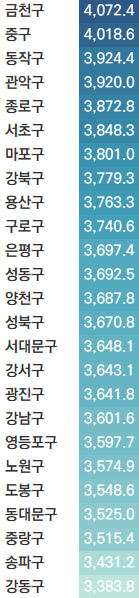 금천구 4,072.4
중구 4,018.6
동작구 3,924.4
관악구 3,920.0
종로구 3,872.8
서초구 3,848.3
마포구 3,801.0
강북구 3,779.3
용산구 3,763.3
구로구 3,740.6
은평구 3,697.4
성동구 3,692.5
양천구 3,687.8
성북구 3,670.8
서대문구 3,648.1
강서구 3,643.1
광진구 3,641.8
강남구 3,601.6
영등포구 3,597.7
노원구 3,574.9
도봉구 3,548.6
동대문구 3,525.0
중랑구 3,515.4
송파구 3,431.2
강동구 3,383.8